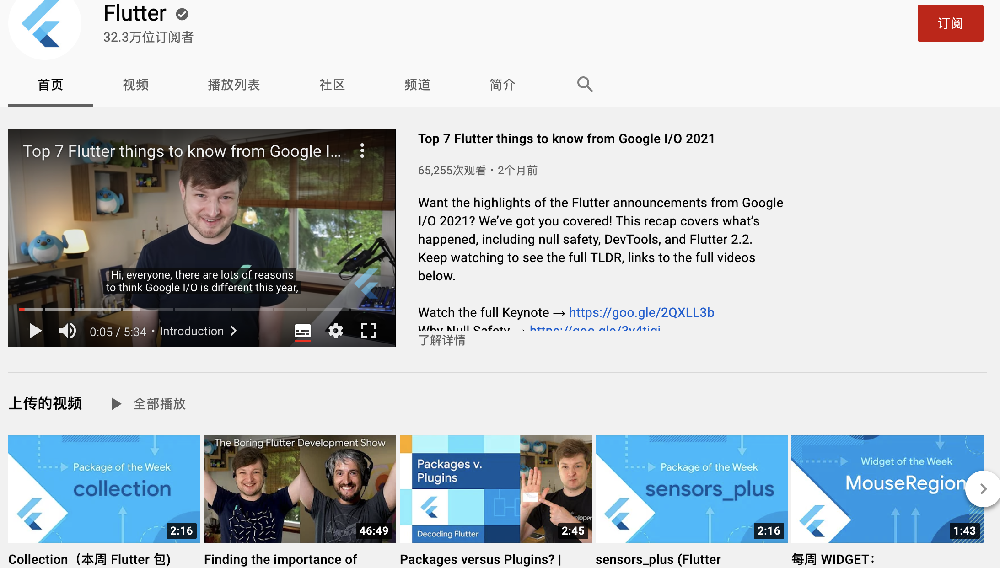 Flutter
32.3万位订阅者
订阅
首页 视频 播放列表 社区 频道 简介
Top 7 Flutter things to know from Google I...
Hi, everyone, there are lots of reasons
to think Google I/O is different this year,
0:05 / 5:34 • Introduction
Top 7 Flutter things to know from Google I/O 2021
65,255次观看 • 2个月前
Want the highlights of the Flutter announcements from Google
I/O 2021? We’ve got you covered! This recap covers what’s
happened, including null safety, DevTools, and Flutter 2.2.
Keep watching to see the full TLDR, links to the full videos
below.
Watch the full Keynote → https://goo.gle/2QXLL3b
Why Null Safety →
了解详情
上传的视频 全部播放
Package of the Week
collection
2:16
The Boring Flutter Development Show
46:49
Packages v.
Plugins
Decoding Flutter
2:45
Package of the Week
sensors_plus
2:16
Widget of the Week
MouseRegion
1:43
Collection（本周 Flutter 包)
Finding the importance of
Packages versus Plugins? |
sensors_plus (Flutter
每周 WIDGET：